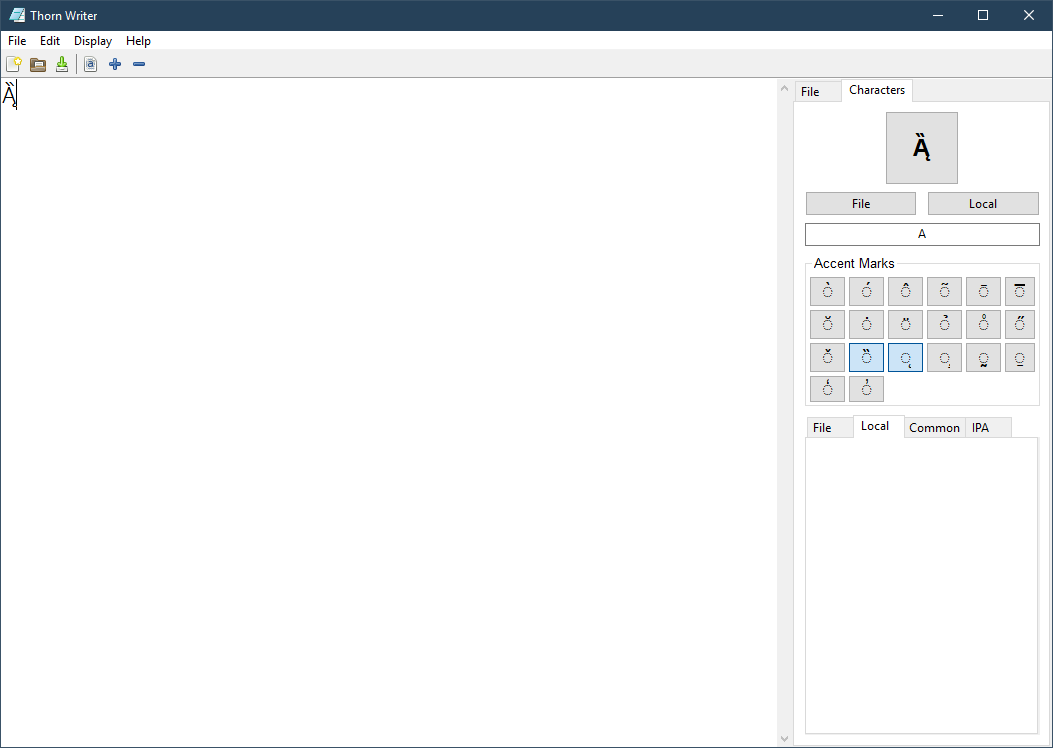 Thorn Writer
File Edit Display Help
Ą̏
File Characters
Ą̏
File Local
A
Accent Marks
◌̀ ◌́ ◌̂ ◌̃ ◌̄ ◌̅
◌̆ ◌̇ ◌̈ ◌̉ ◌̊ ◌̋
◌̌ ◌̏ ◌̨ ◌̦ ◌̰ ◌̱
◌̍ ◌̓
File Local Common IPA